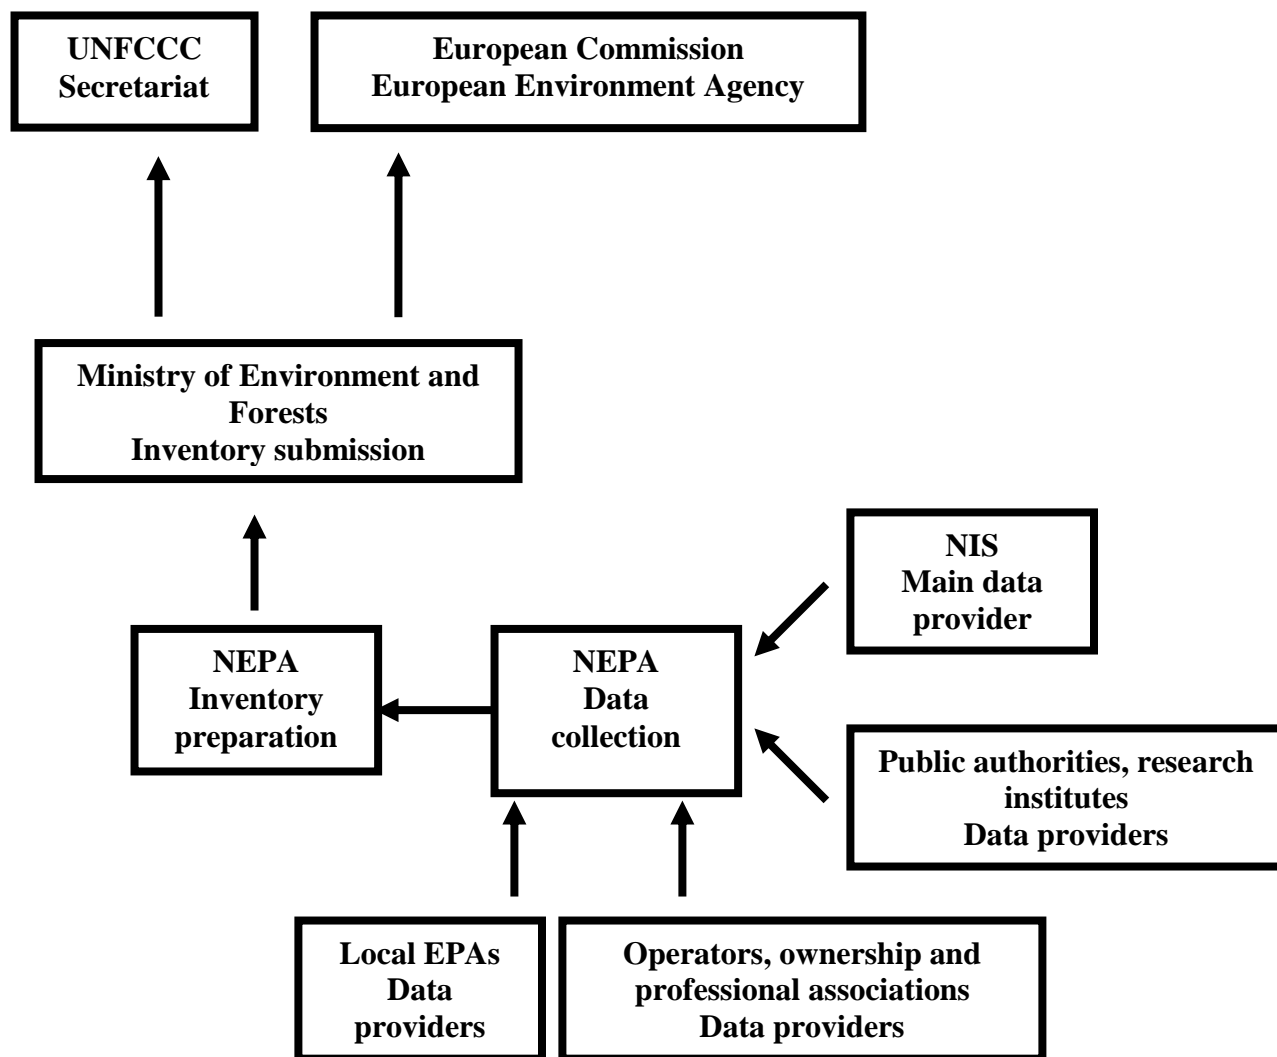 UNFCCC
Secretariat
European Commission
European Environment Agency
Ministry of Environment and
Forests
Inventory submission
NIS
Main data
provider
NEPA
Inventory
preparation
NEPA
Data
collection
Public authorities, research
institutes
Data providers
Local EPAs
Data
providers
Operators, ownership and
professional associations
Data providers